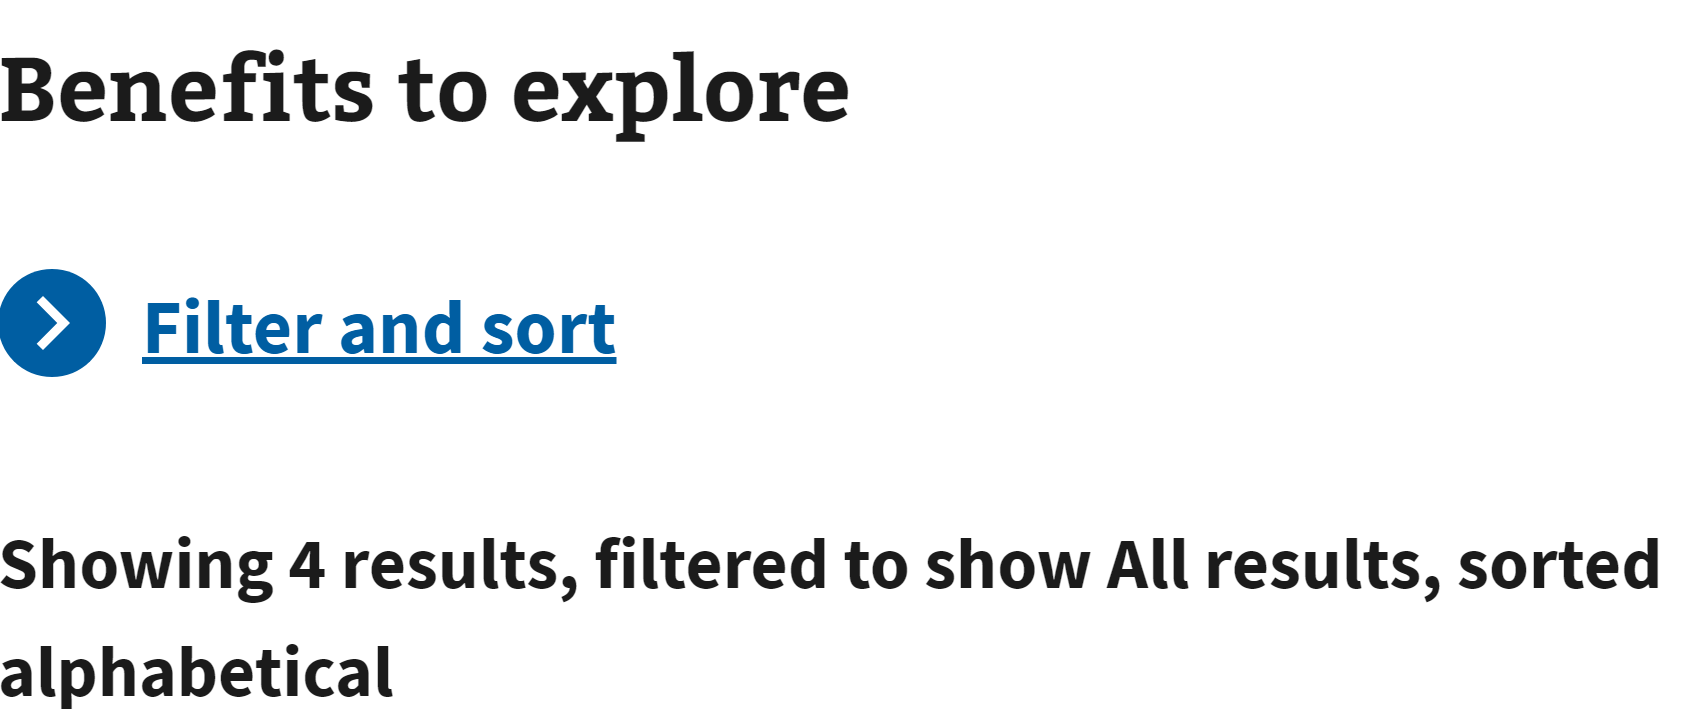 Benefits to explore
Filter and sort
Showing 4 results, filtered to show All results, sorted
alphabetical